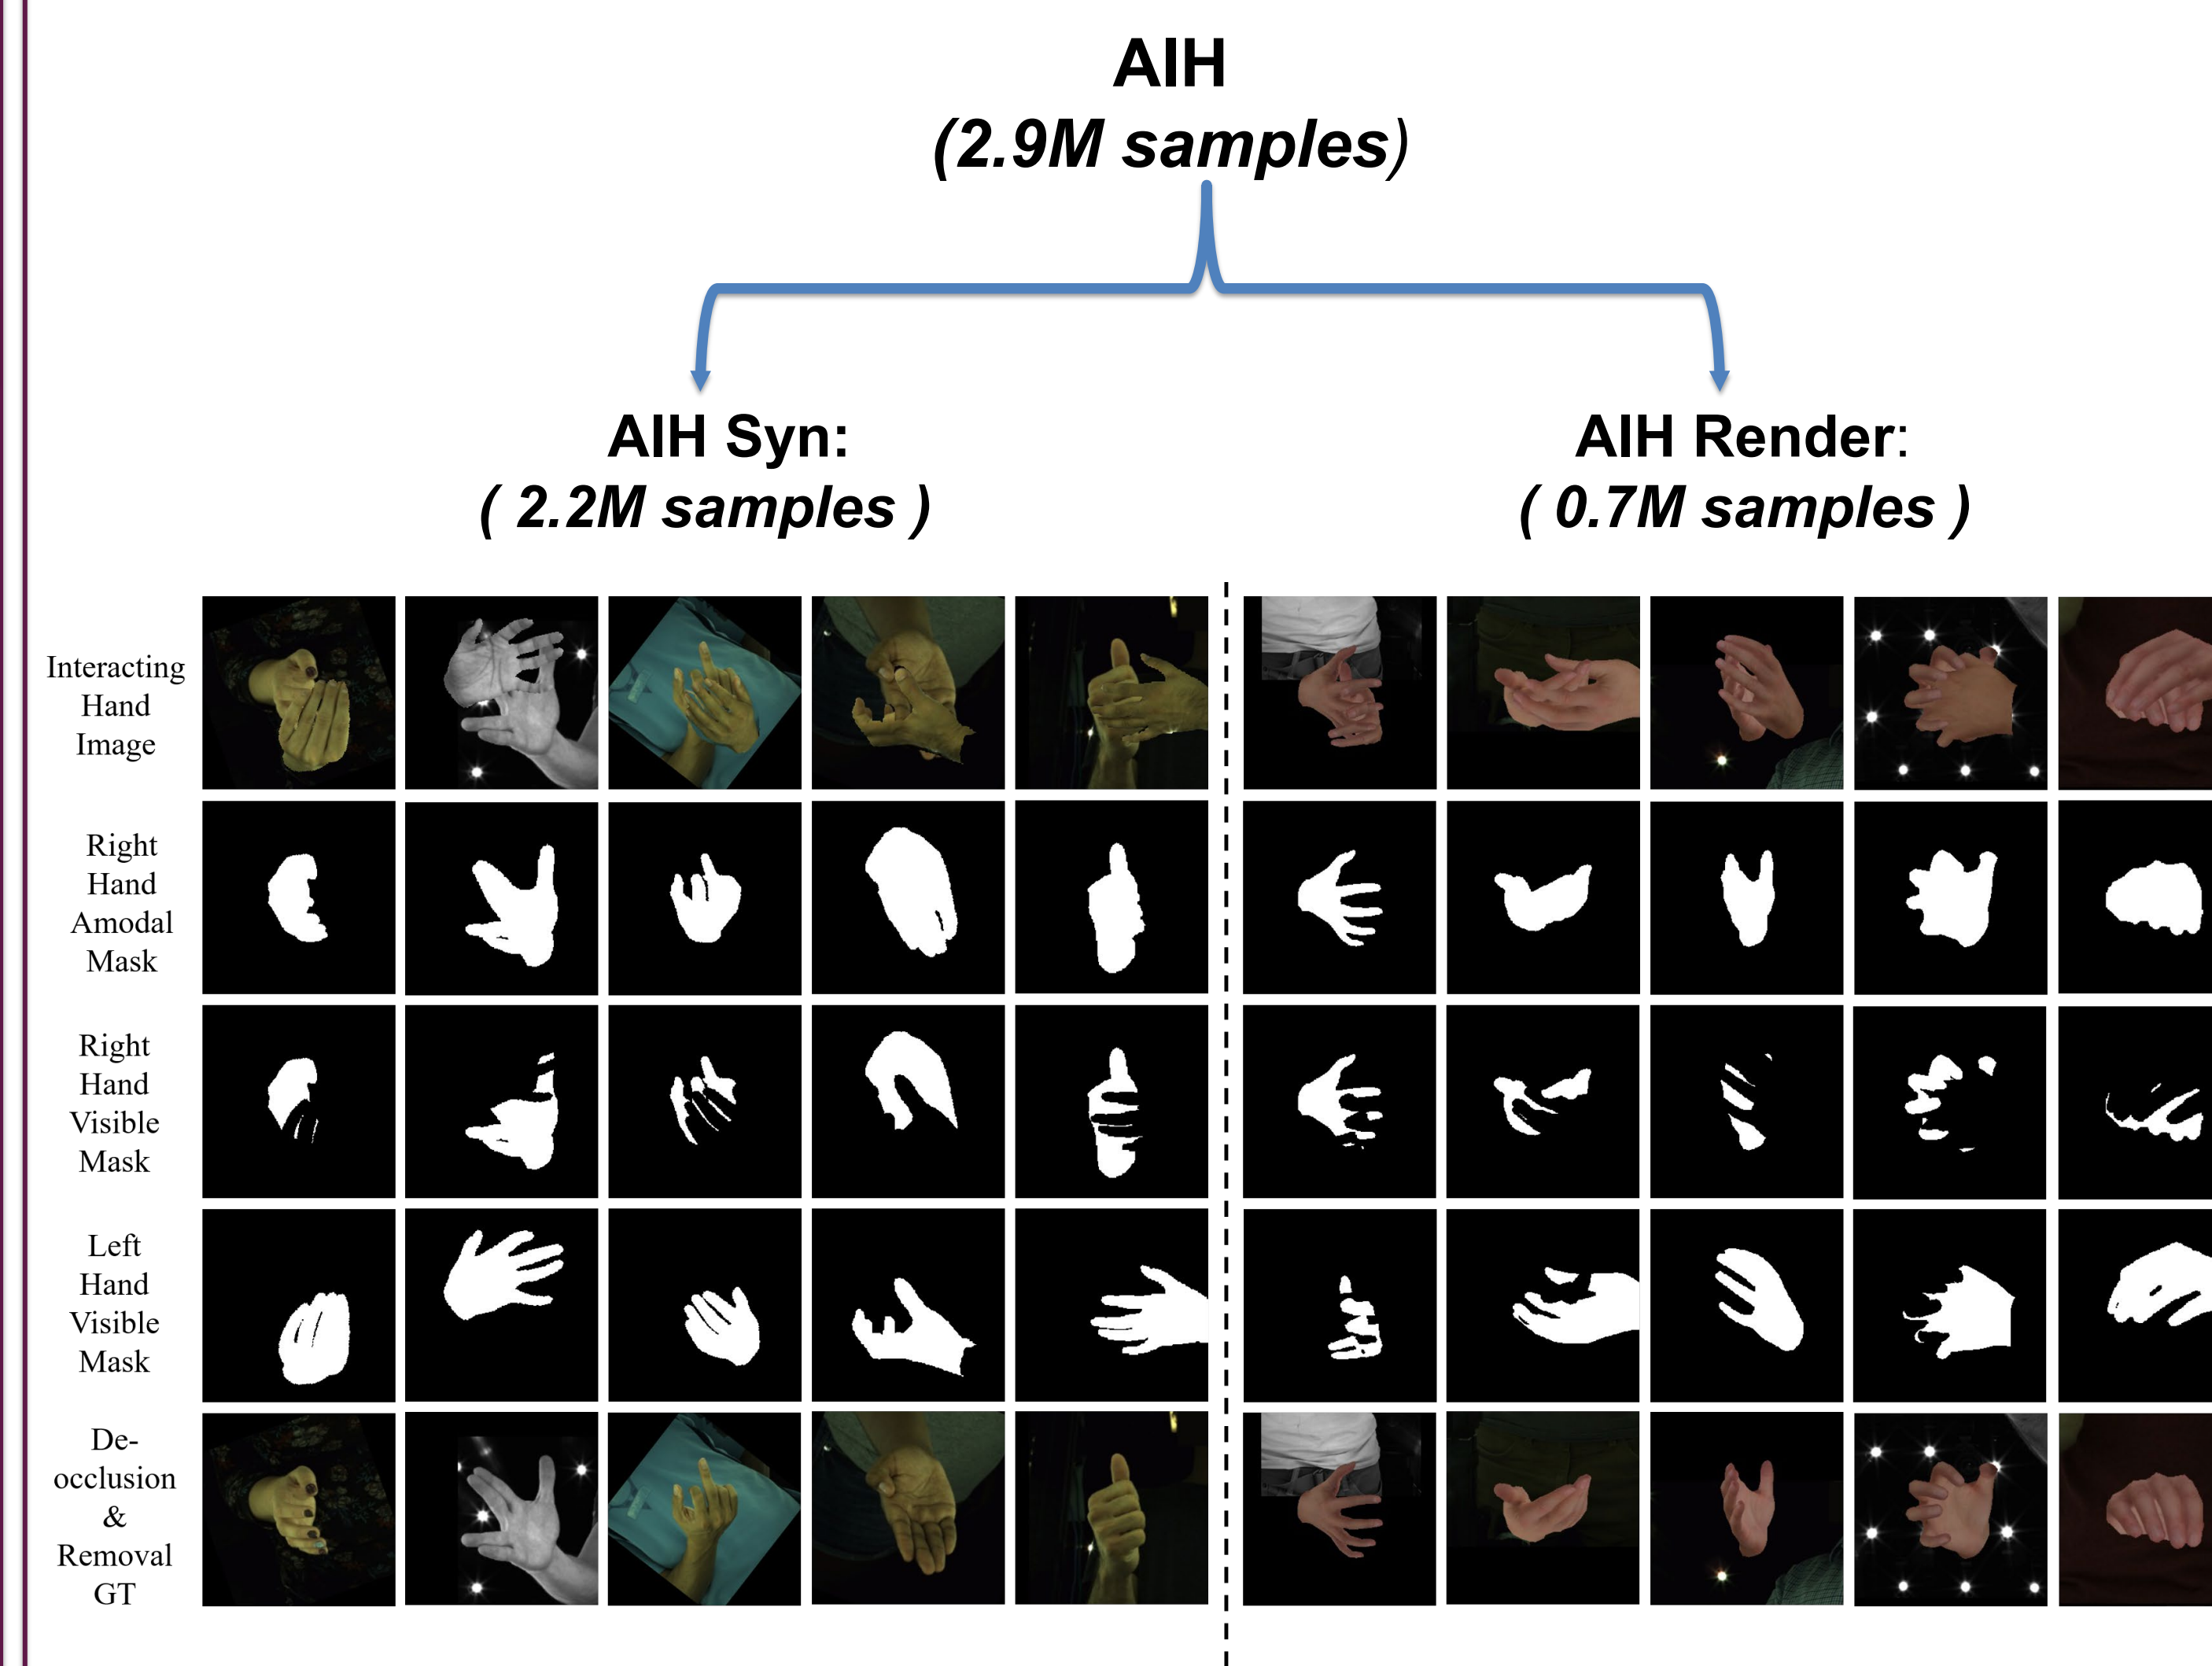 AIH
(2.9M samples)
AIH Syn:
( 2.2M samples )
AIH Render:
( 0.7M samples )
Interacting
Hand
Image
Right
Hand
Amodal
Mask
Right
Hand
Visible
Mask
Left
Hand
Visible
Mask
De-
occlusion
&
Removal
GT